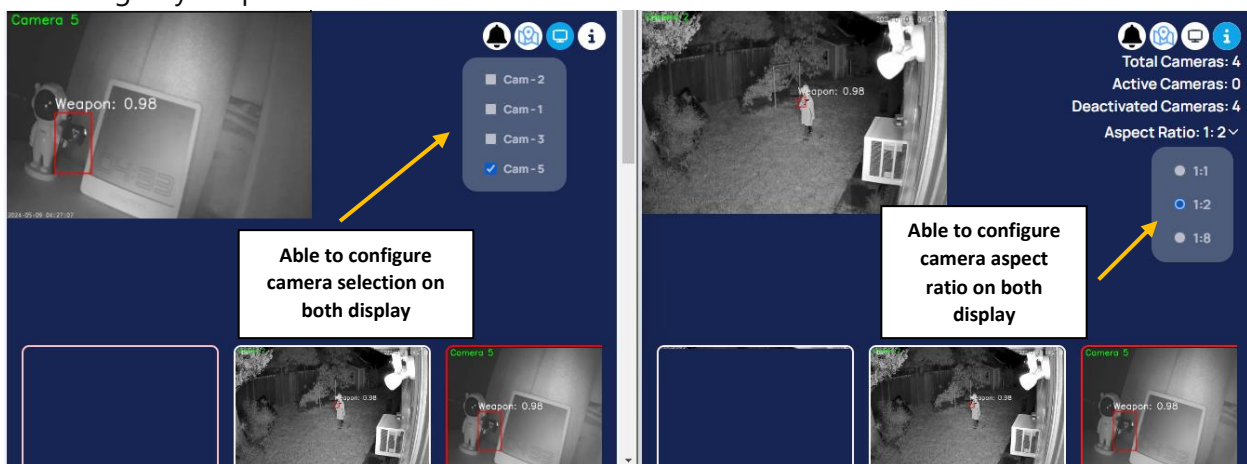 Camera 5
Weapon: 0.98
2024-05-09 04:27:07
Cam-2
Cam-1
Cam-3
Cam-5
Able to configure
camera selection on
both display
Camera 5
Weapon: 0.98
Weapon: 0.98
Weapon: 0.98
i
i
Total Cameras: 4
Active Cameras: 0
Deactivated Cameras: 4
Aspect Ratio: 1: 2
1:1
1:2
1:8
Able to configure
camera aspect
ratio on both
display
Weapon: 0.98
Camera 5
Weapon: 0.98